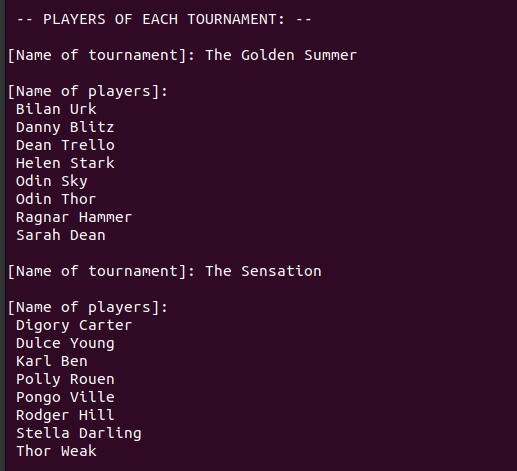 -- PLAYERS OF EACH TOURNAMENT: --
[Name of tournament]: The Golden Summer
[Name of players]:
Bilan Urk
Danny Blitz
Dean Trello
Helen Stark
Odin Sky
Odin Thor
Ragnar Hammer
Sarah Dean
[Name of tournament]: The Sensation
[Name of players]:
Digory Carter
Dulce Young
Karl Ben
Polly Rouen
Pongo Ville
Rodger Hill
Stella Darling
Thor Weak